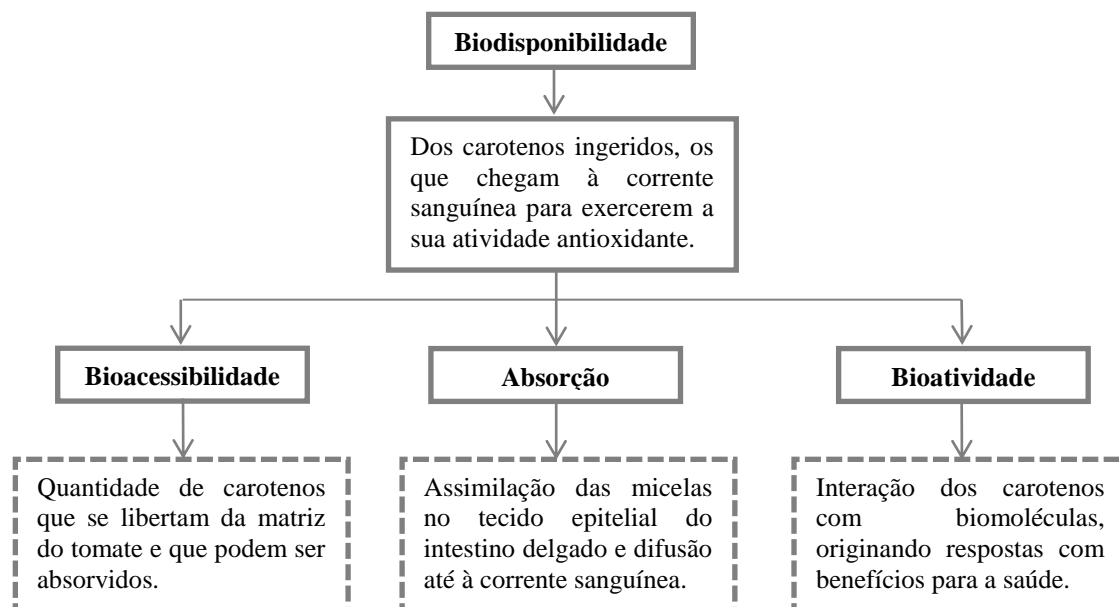 Biodisponibilidade
Dos carotenos ingeridos, os
que chegam à corrente
sanguínea para exercerem a
sua atividade antioxidante.
Bioacessibilidade
Absorção
Bioatividade
Quantidade de carotenos
que se libertam da matriz
do tomate e que podem ser
absorvidos.
Assimilação das micelas
no tecido epitelial do
intestino delgado e difusão
até à corrente sanguínea.
Interação dos carotenos
com biomoléculas,
originando respostas com
benefícios para a saúde.